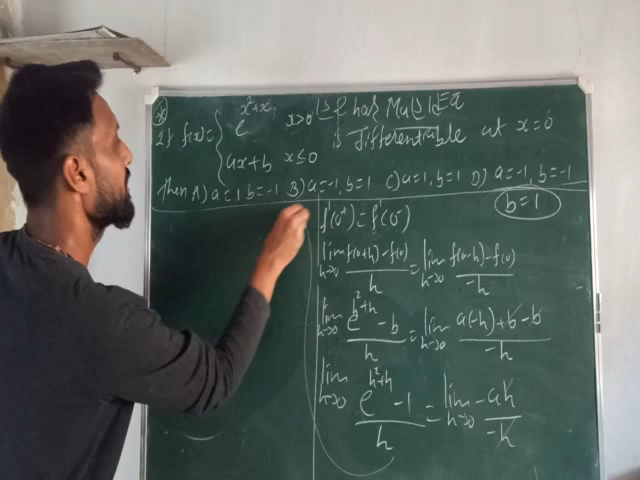 If f(x) = { e^{x²+x}, x>0
is differentiable at x=0
ax+b x≤0
Then A) a=1, b=-1 B) a=-1, b=1 C) a=1, b=1 D) a=-1, b=-1
b=1
f'(0⁺) = f'(0⁻)
lim h→0 f(0+h)-f(0) / h = lim h→0 f(0-h)-f(0) / -h
lim h→0 e^{h²+h} - b / h = lim h→0 a(-h)+b-b / -h
lim h→0 e^{h²+h} - 1 / h = lim h→0 -ah / -h